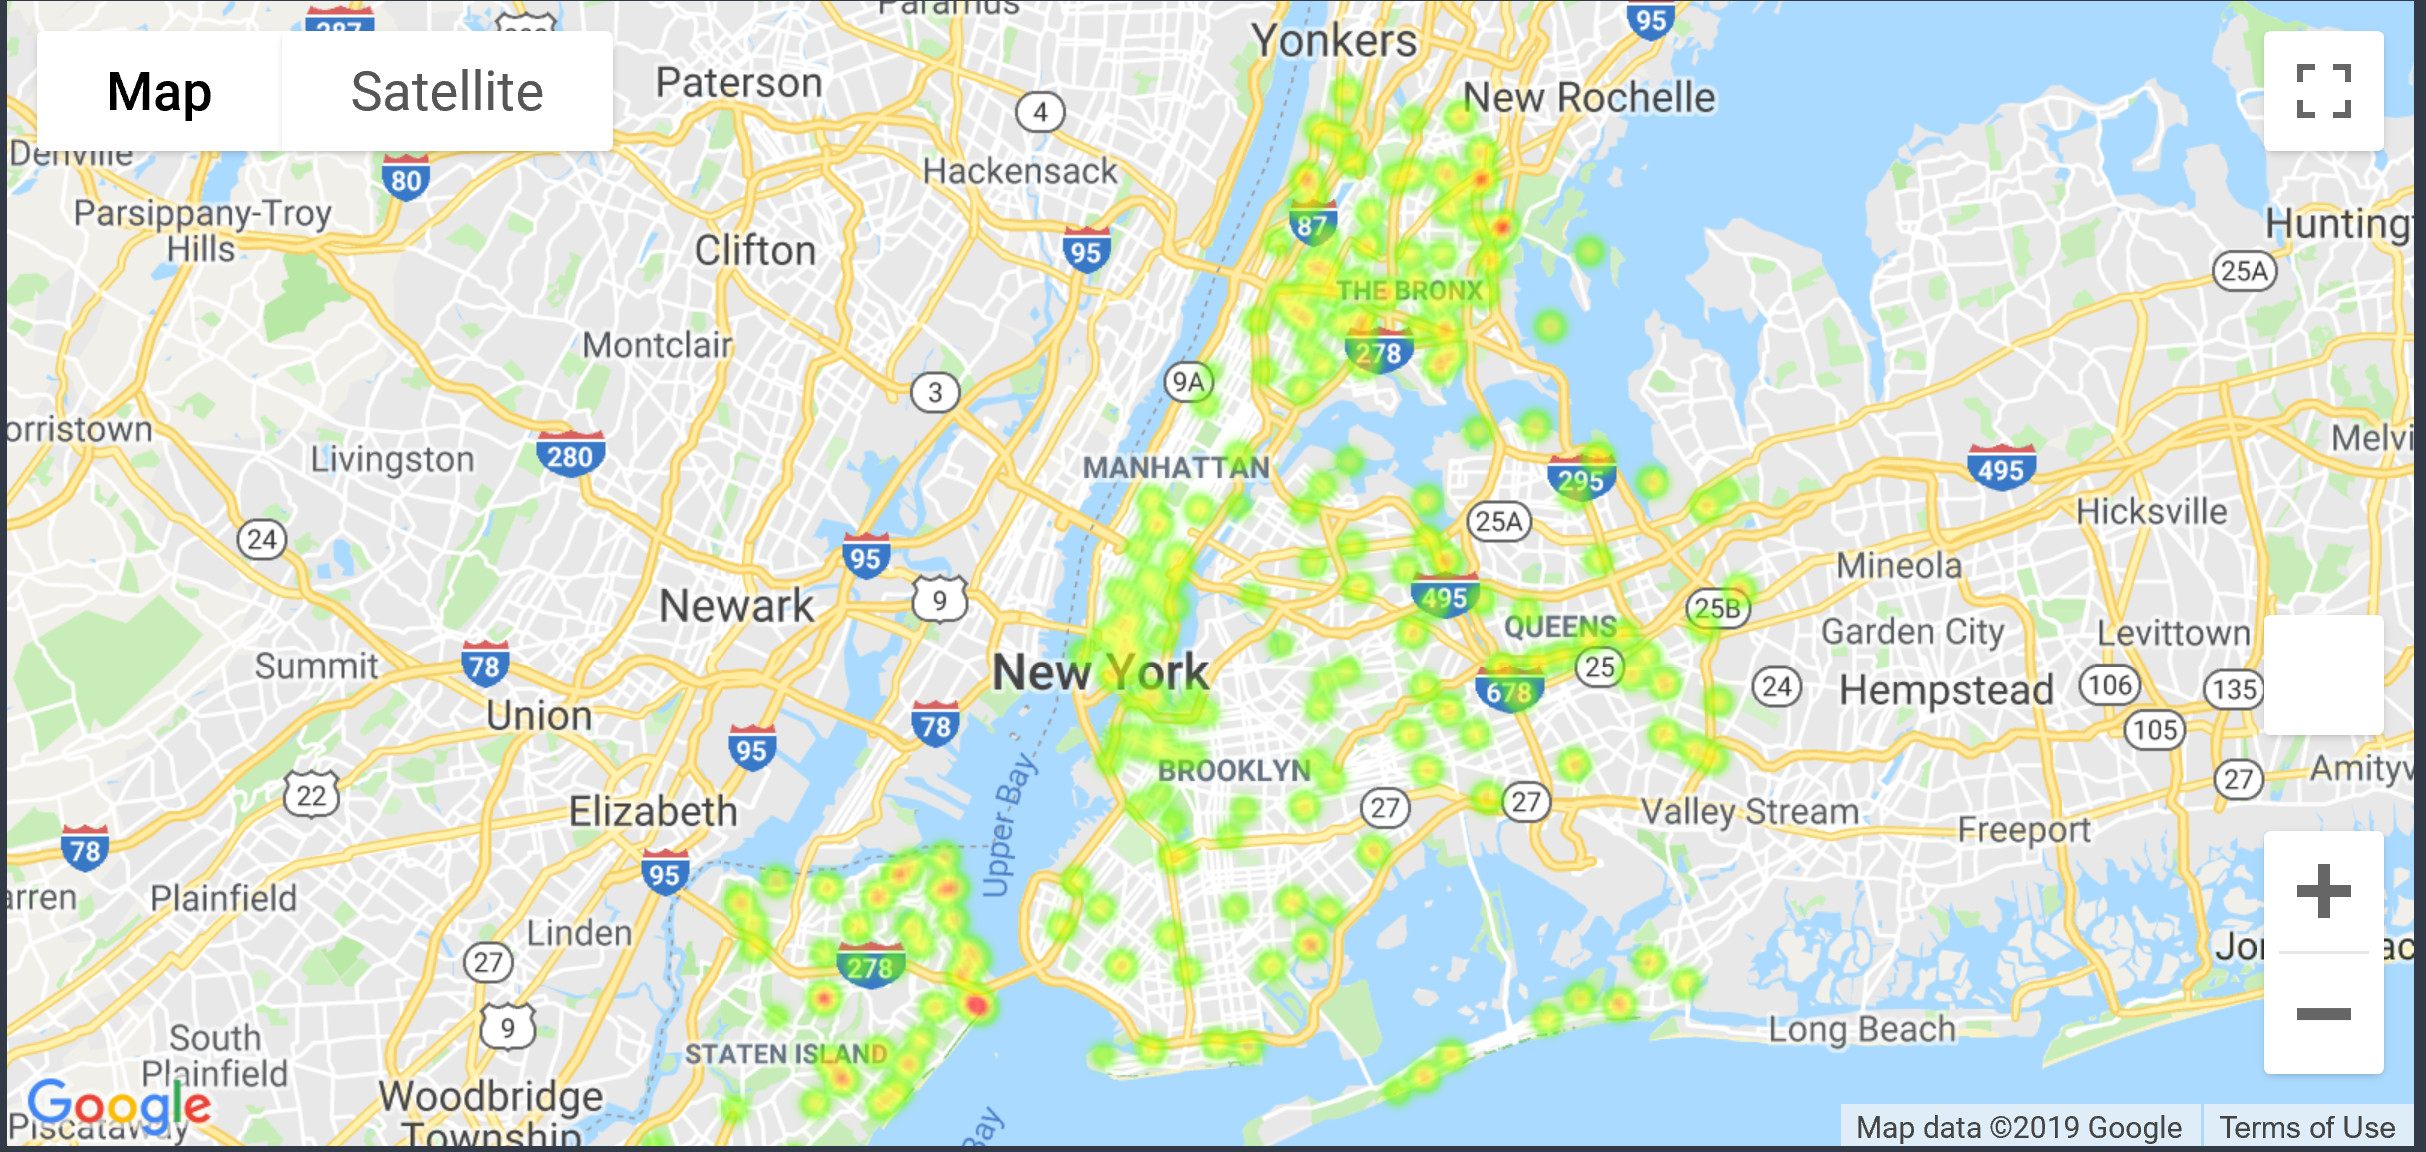 Paramus
Yonkers
95
287
Map
Satellite
Paterson
New Rochelle
4
Denville
80
Hackensack
Parsippany-Troy
Hills
87
Clifton
95
Huntingt
25A
THE BRONX
Montclair
278
9A
3
orristown
Livingston
280
MANHATTAN
295
495
Melvi
25A
Hicksville
24
95
Mineola
9
Newark
495
25B
QUEENS
Garden City
Levittown
78
Summit
New York
25
678
24
Hempstead
106
135
Union
78
95
105
Upper Bay
BROOKLYN
27
Amityv
22
Elizabeth
27
27
Valley Stream
78
Freeport
95
arren
Plainfield
Linden
27
278
Jo
ac
9
South
Plainfield
STATEN ISLAND
Long Beach
Woodbridge
Township
Google
Piscataway
Bay
Map data ©2019 Google
Terms of Use